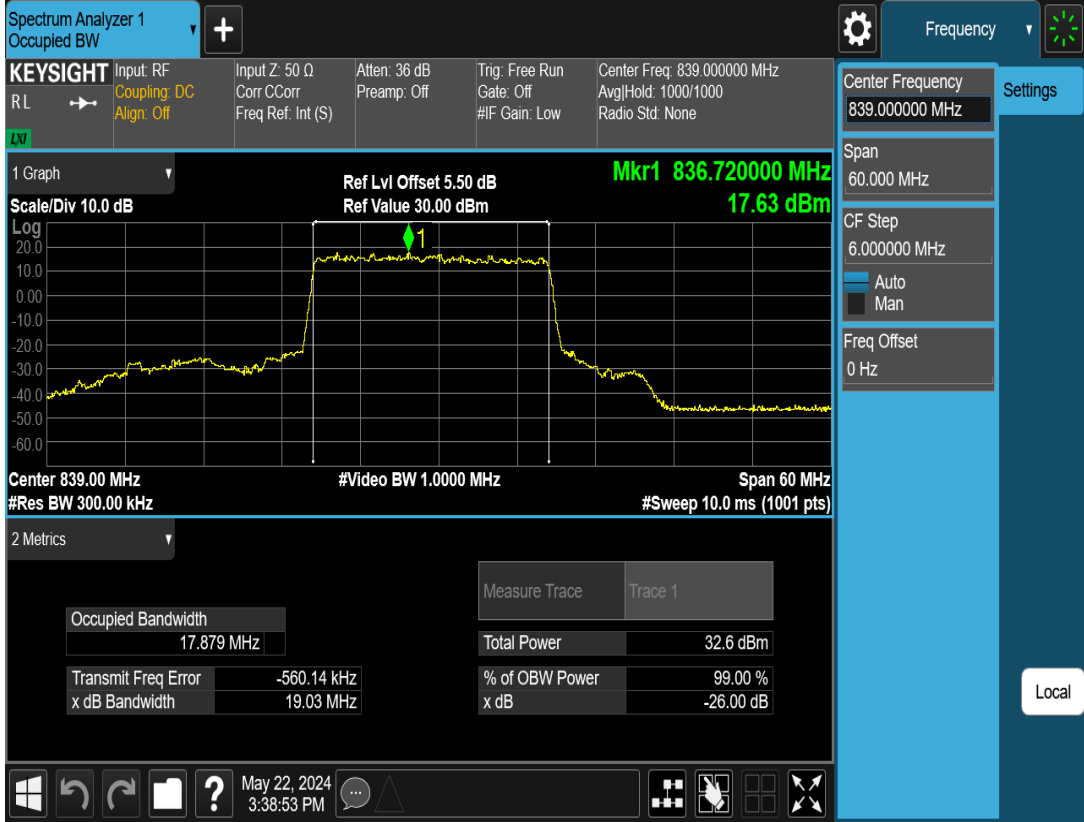 Spectrum Analyzer 1
Occupied BW
+
Frequency
KEYSIGHT
R L
LXI
Input: RF
Coupling: DC
Align: Off
Input Z: 50 Ω
Corr CCorr
Freq Ref: Int (S)
Atten: 36 dB
Preamp: Off
Trig: Free Run
Gate: Off
#IF Gain: Low
Center Freq: 839.000000 MHz
Avg|Hold: 1000/1000
Radio Std: None
Center Frequency
839.000000 MHz
Settings
Span
60.000 MHz
CF Step
6.000000 MHz
Auto
Man
Freq Offset
0 Hz
Local
1 Graph
Scale/Div 10.0 dB
Ref Lvl Offset 5.50 dB
Ref Value 30.00 dBm
Mkr1 836.720000 MHz
17.63 dBm
Log
1
20.0
10.0
0.00
-10.0
-20.0
-30.0
-40.0
-50.0
-60.0
Center 839.00 MHz
#Video BW 1.0000 MHz
Span 60 MHz
#Res BW 300.00 kHz
#Sweep 10.0 ms (1001 pts)
2 Metrics
Measure Trace
Trace 1
Occupied Bandwidth
17.879 MHz
Total Power
32.6 dBm
Transmit Freq Error
-560.14 kHz
% of OBW Power
99.00 %
x dB Bandwidth
19.03 MHz
x dB
-26.00 dB
?
May 22, 2024
3:38:53 PM